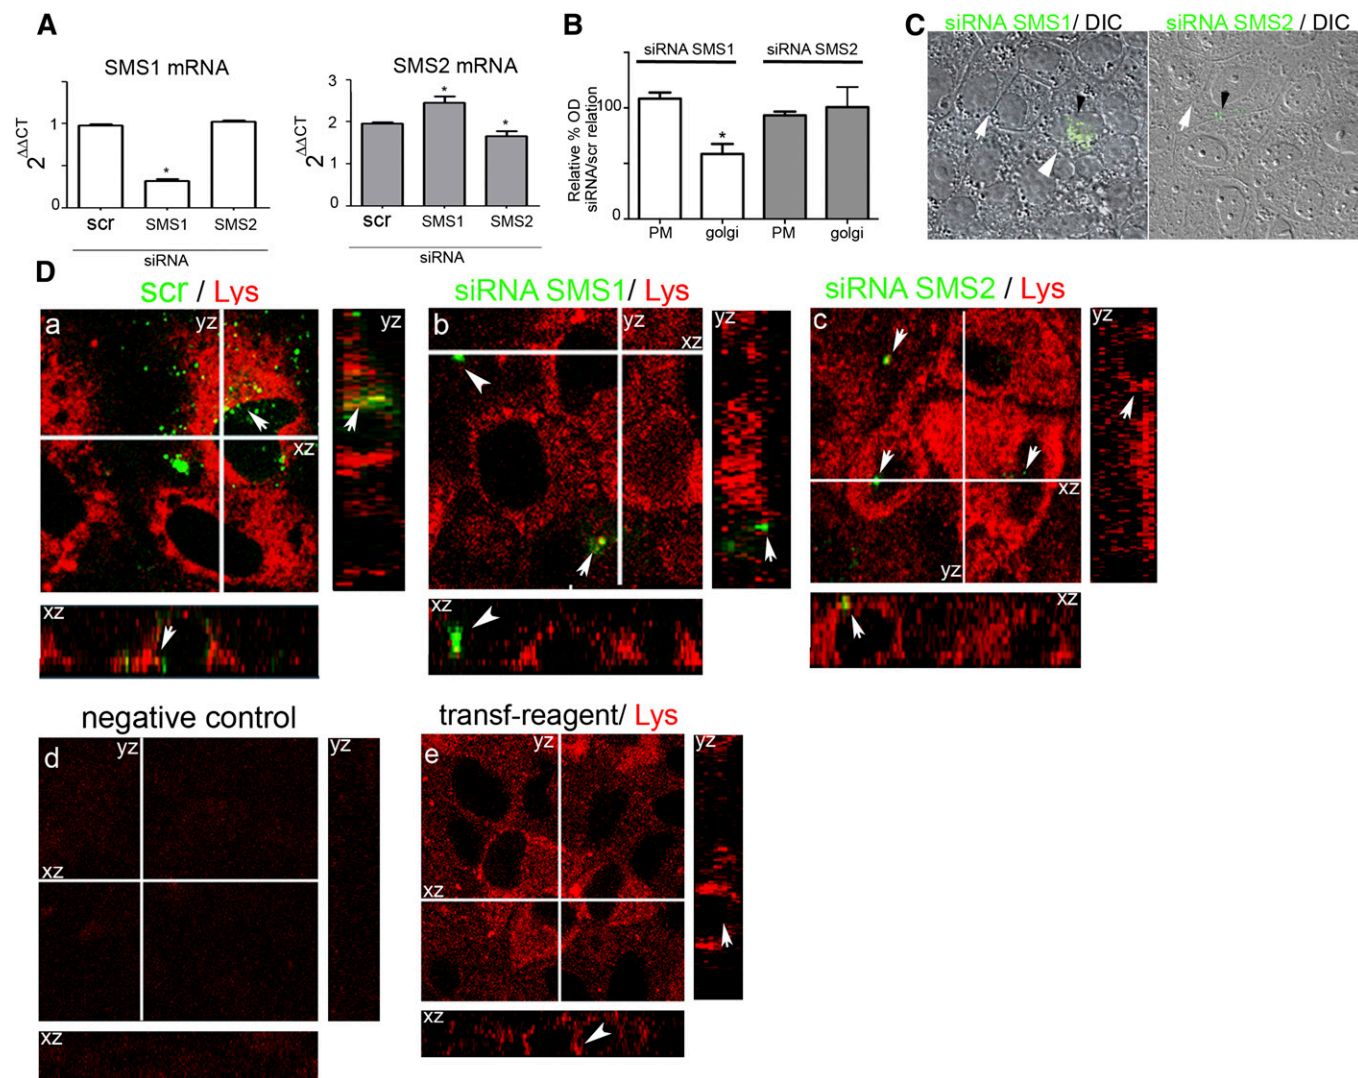 A
SMS1 mRNA
2^ΔΔCT
1
0
*
scr SMS1 SMS2
siRNA
SMS2 mRNA
2^ΔΔCT
3
2
1
0
*
*
scr SMS1 SMS2
siRNA
B
siRNA SMS1 siRNA SMS2
Relative % OD
siRNA/scr relation
100
50
0
*
PM golgi PM golgi
C
siRNA SMS1/ DIC
siRNA SMS2 / DIC
D
scr / Lys
a
yz
xz
yz
xz
siRNA SMS1/ Lys
b
yz
xz
yz
xz
siRNA SMS2 / Lys
c
xz
yz
yz
xz
negative control
d
yz
xz
yz
xz
transf-reagent/ Lys
e
yz
xz
yz
xz